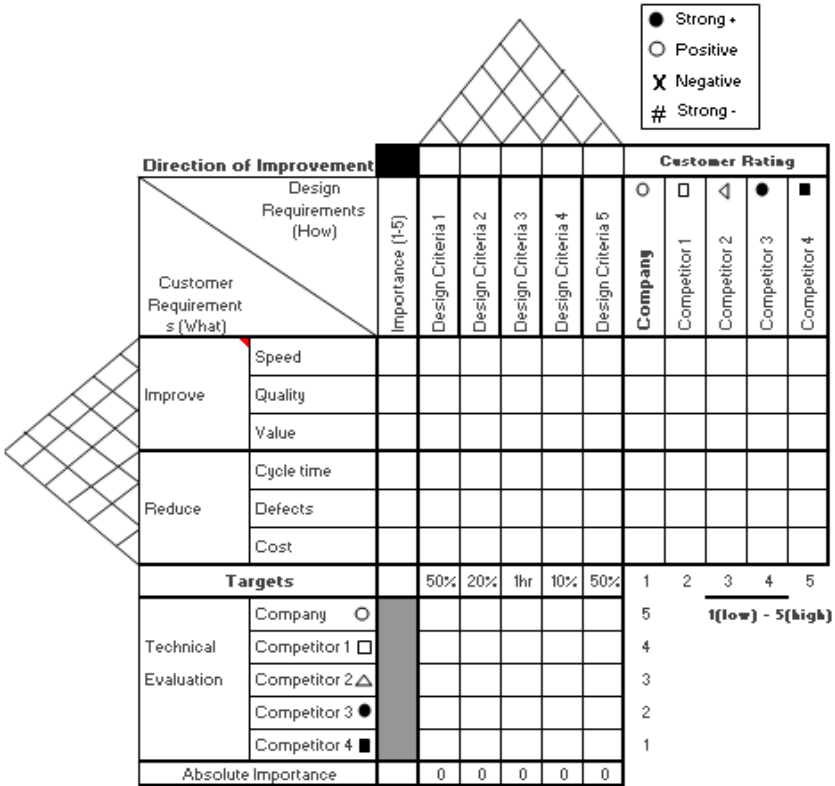 Strong +
Positive
X Negative
# Strong -
Direction of Improvement
Customer Rating
Design
Requirements
(How)
Customer
Requirement
s (What)
Importance (1-5)
Design Criteria 1
Design Criteria 2
Design Criteria 3
Design Criteria 4
Design Criteria 5
Company
Competitor 1
Competitor 2
Competitor 3
Competitor 4
Improve
Speed
Quality
Value
Reduce
Cycle time
Defects
Cost
Targets 50% 20% 1hr 10% 50% 1 2 3 4 5
Company 5 1(low) - 5(high)
Technical Competitor 1 4
Evaluation Competitor 2 3
Competitor 3 2
Competitor 4 1
Absolute Importance 0 0 0 0 0